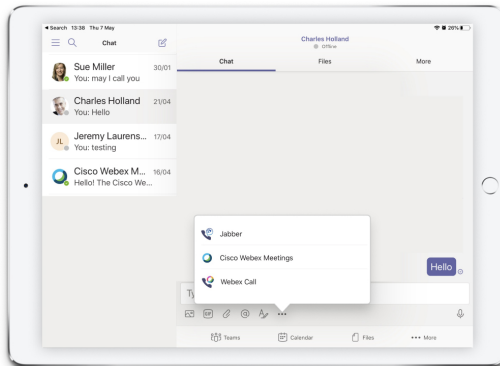 Search 13:38 Thu 7 May 26%
Chat
Charles Holland
Offline
Chat Files More
Sue Miller 30/01
You: may I call you
Charles Holland 21/04
You: Hello
JL Jeremy Laurens... 17/04
You: testing
Cisco Webex M... 16/04
Hello! The Cisco We...
Jabber
Cisco Webex Meetings
Webex Call
Hello
Ty
GIF
Teams Calendar Files More